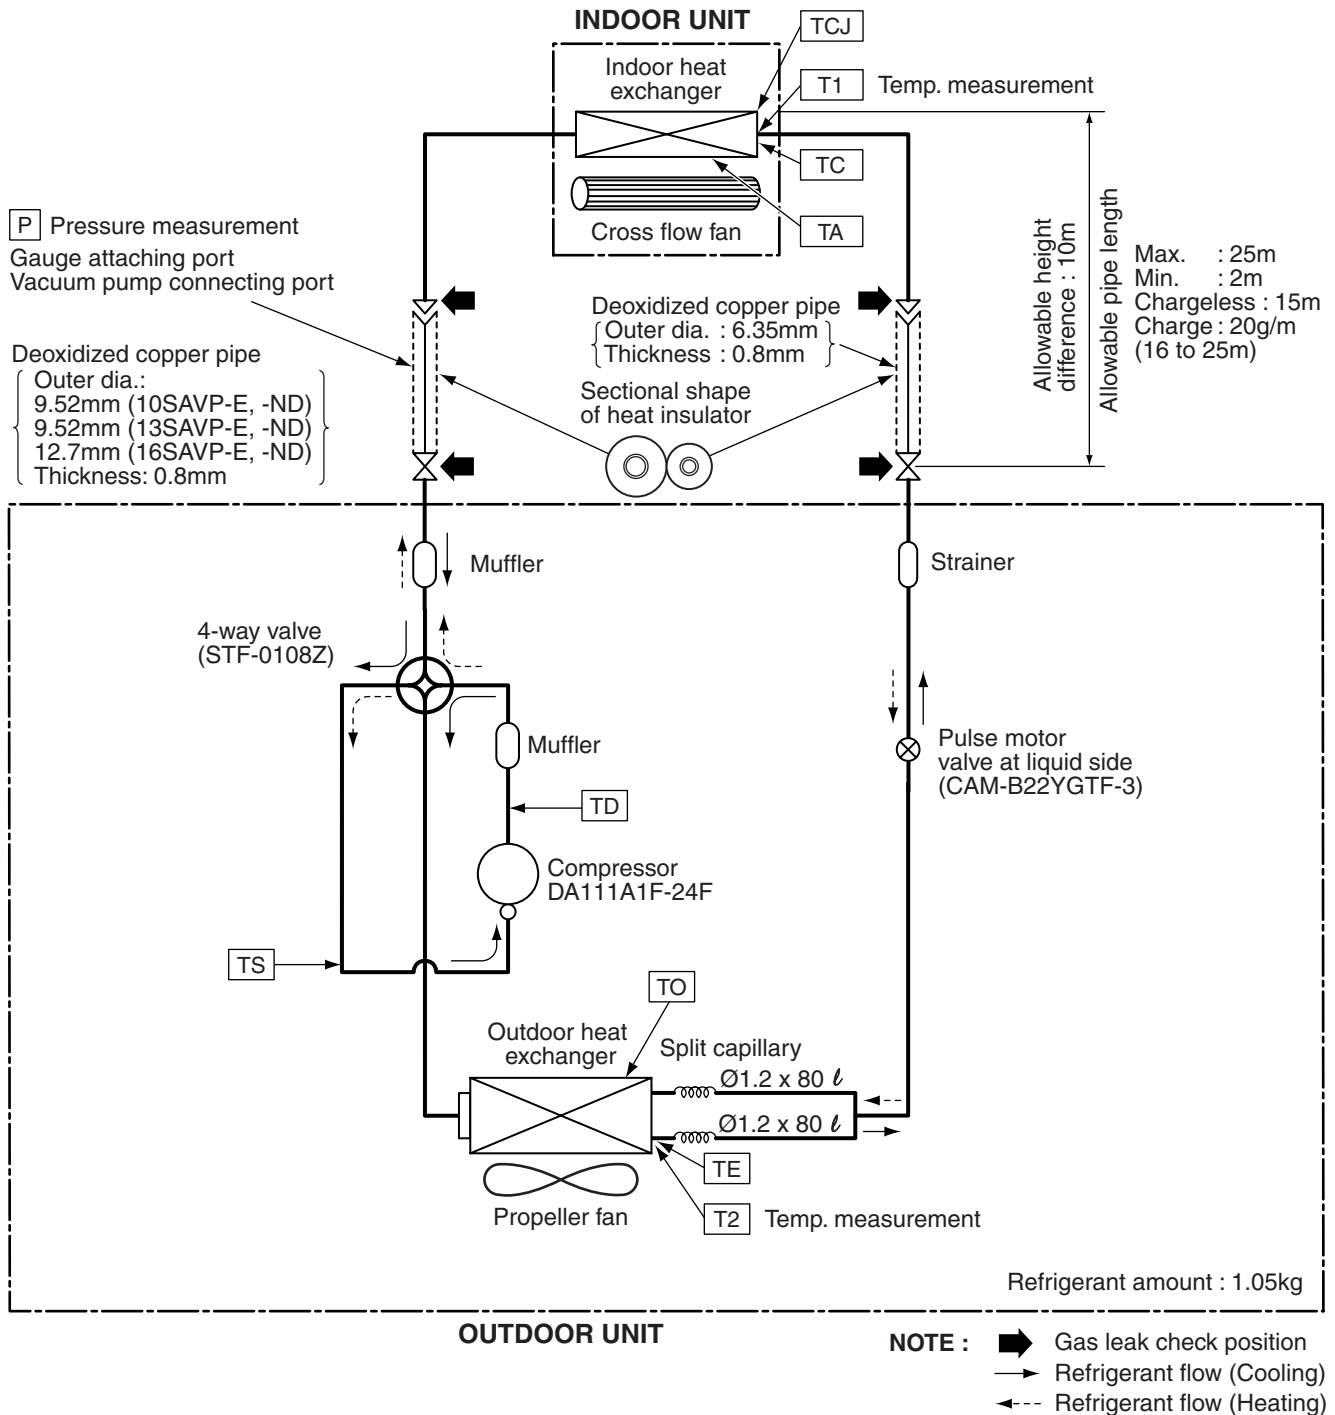 INDOOR UNIT
TCJ
Indoor heat
exchanger
T1 Temp. measurement
TC
TA
Cross flow fan
P Pressure measurement
Gauge attaching port
Vacuum pump connecting port
Deoxidized copper pipe
Outer dia.:
9.52mm (10SAVP-E, -ND)
9.52mm (13SAVP-E, -ND)
12.7mm (16SAVP-E, -ND)
Thickness: 0.8mm
Deoxidized copper pipe
Outer dia. : 6.35mm
Thickness : 0.8mm
Sectional shape
of heat insulator
Allowable height
difference : 10m
Allowable pipe length
Max. : 25m
Min. : 2m
Chargeless : 15m
Charge : 20g/m
(16 to 25m)
Muffler
Strainer
4-way valve
(STF-0108Z)
Muffler
Pulse motor
valve at liquid side
(CAM-B22YGTF-3)
TD
Compressor
DA111A1F-24F
TS
TO
Outdoor heat
exchanger
Split capillary
Ø1.2 x 80 ℓ
Ø1.2 x 80 ℓ
TE
Propeller fan
T2 Temp. measurement
Refrigerant amount : 1.05kg
OUTDOOR UNIT
NOTE : Gas leak check position
Refrigerant flow (Cooling)
Refrigerant flow (Heating)